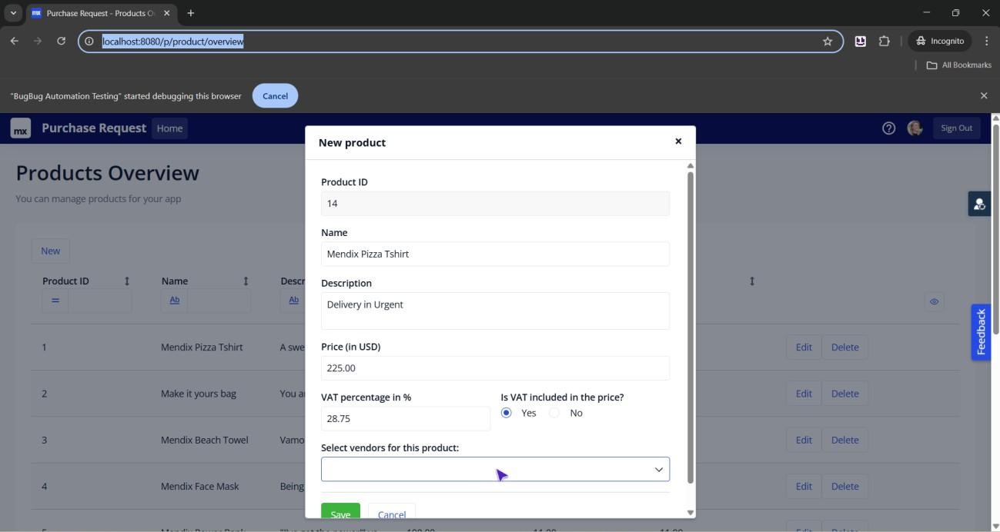 mx Purchase Request - Products O
localhost:8080/p/product/overview
Incognito
All Bookmarks
"BugBug Automation Testing" started debugging this browser Cancel
mx Purchase Request Home
Sign Out
Products Overview
You can manage products for your app
New
Product ID Name Descr
= Ab Ab
1 Mendix Pizza Tshirt A swe Edit Delete
2 Make it yours bag You a Edit Delete
3 Mendix Beach Towel Vamo Edit Delete
4 Mendix Face Mask Being Edit Delete
Feedback
New product
Product ID
14
Name
Mendix Pizza Tshirt
Description
Delivery in Urgent
Price (in USD)
225.00
VAT percentage in % Is VAT included in the price?
28.75 Yes No
Select vendors for this product:
Save Cancel